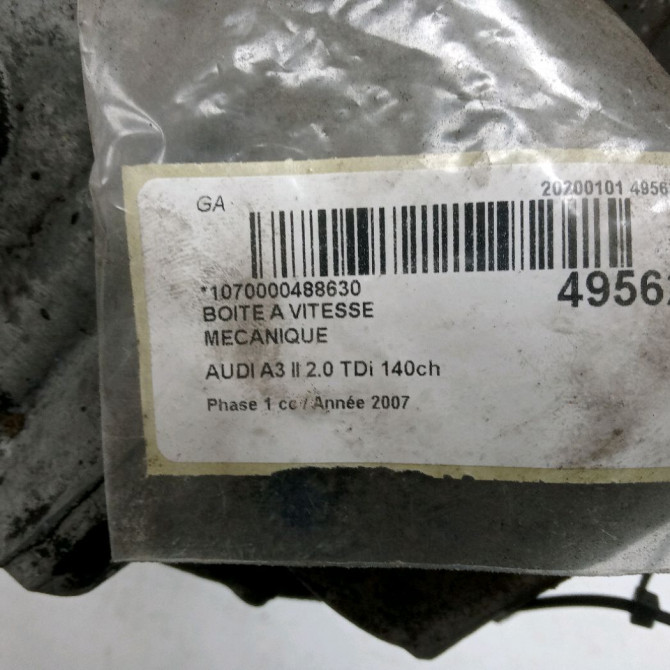 GA
20200101 4956
*1070000488630
4956
BOITE A VITESSE
MECANIQUE
AUDI A3 II 2.0 TDi 140ch
Phase 1 cc / Année 2007